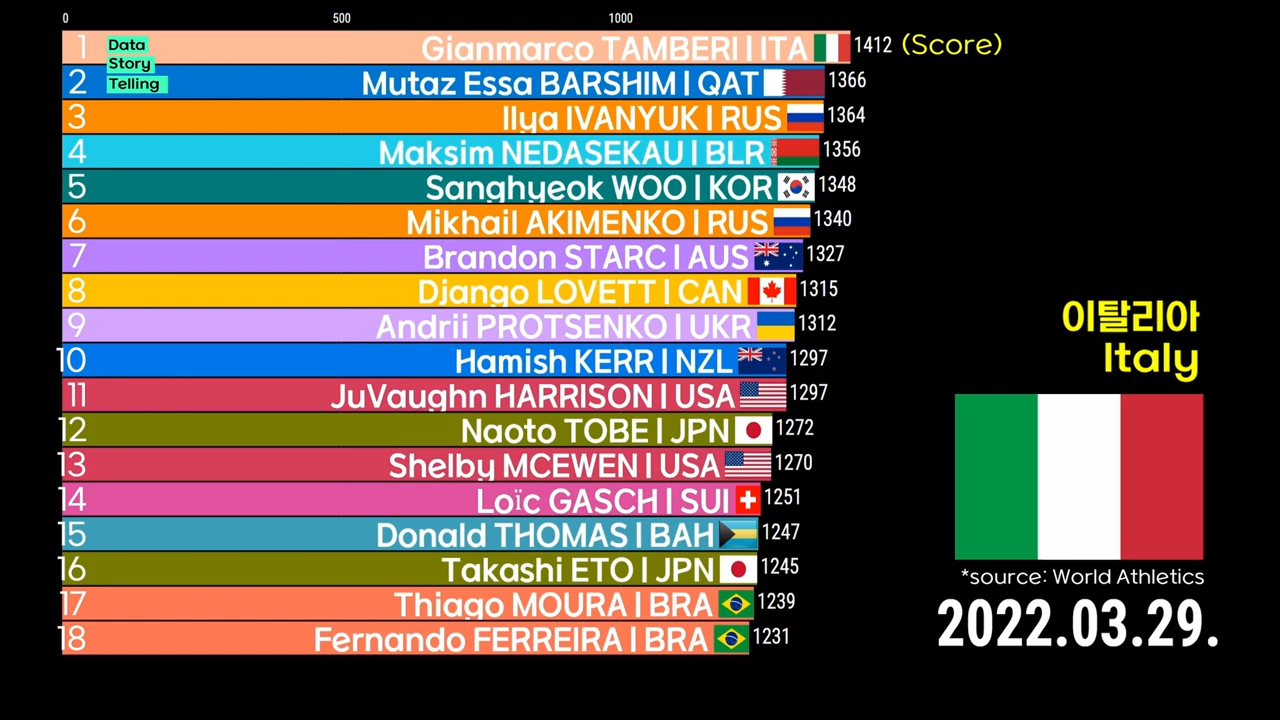 0 500 1000
Data
Story
Telling
1 Gianmarco TAMBERI | ITA 1412 (Score)
2 Mutaz Essa BARSHIM | QAT 1366
3 Ilya IVANYUK | RUS 1364
4 Maksim NEDASEKAU | BLR 1356
5 Sanghyeok WOO | KOR 1348
6 Mikhail AKIMENKO | RUS 1340
7 Brandon STARC | AUS 1327
8 Django LOVETT | CAN 1315
9 Andrii PROTSENKO | UKR 1312
10 Hamish KERR | NZL 1297
11 JuVaughn HARRISON | USA 1297
12 Naoto TOBE | JPN 1272
13 Shelby MCEWEN | USA 1270
14 Loïc GASCH | SUI 1251
15 Donald THOMAS | BAH 1247
16 Takashi ETO | JPN 1245
17 Thiago MOURA | BRA 1239
18 Fernando FERREIRA | BRA 1231
이탈리아
Italy
*source: World Athletics
2022.03.29.